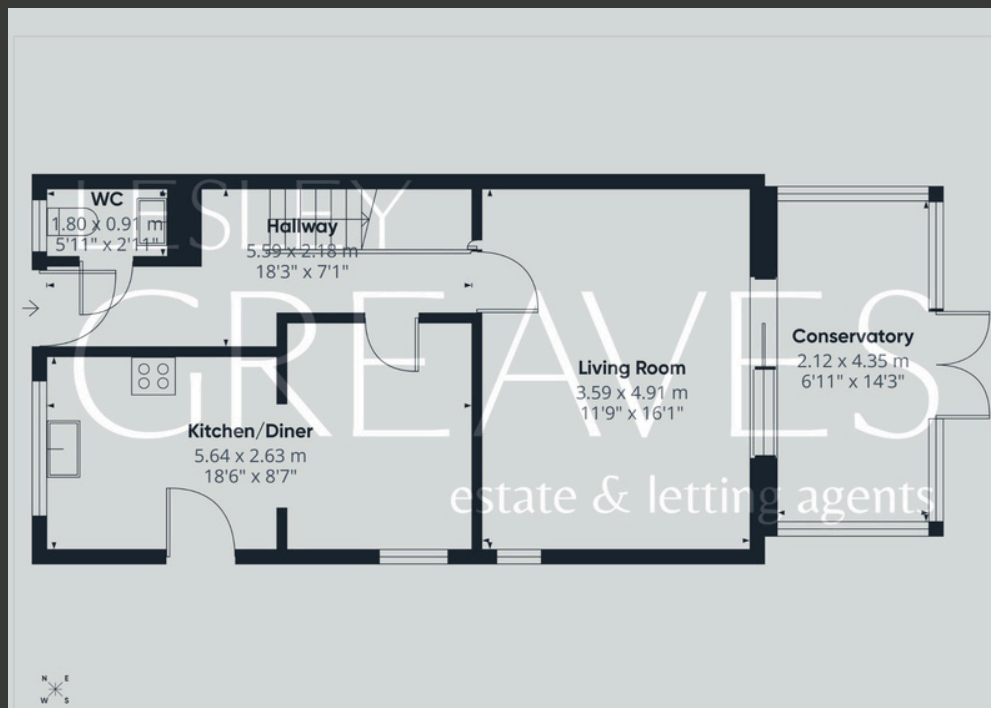 LESLEY
GREAVES
estate & letting agents
WC
1.80 x 0.91 m
5'11" x 2'11"
Hallway
5.59 x 2.18 m
18'3" x 7'1"
Kitchen/Diner
5.64 x 2.63 m
18'6" x 8'7"
Living Room
3.59 x 4.91 m
11'9" x 16'1"
Conservatory
2.12 x 4.35 m
6'11" x 14'3"
N E
W S